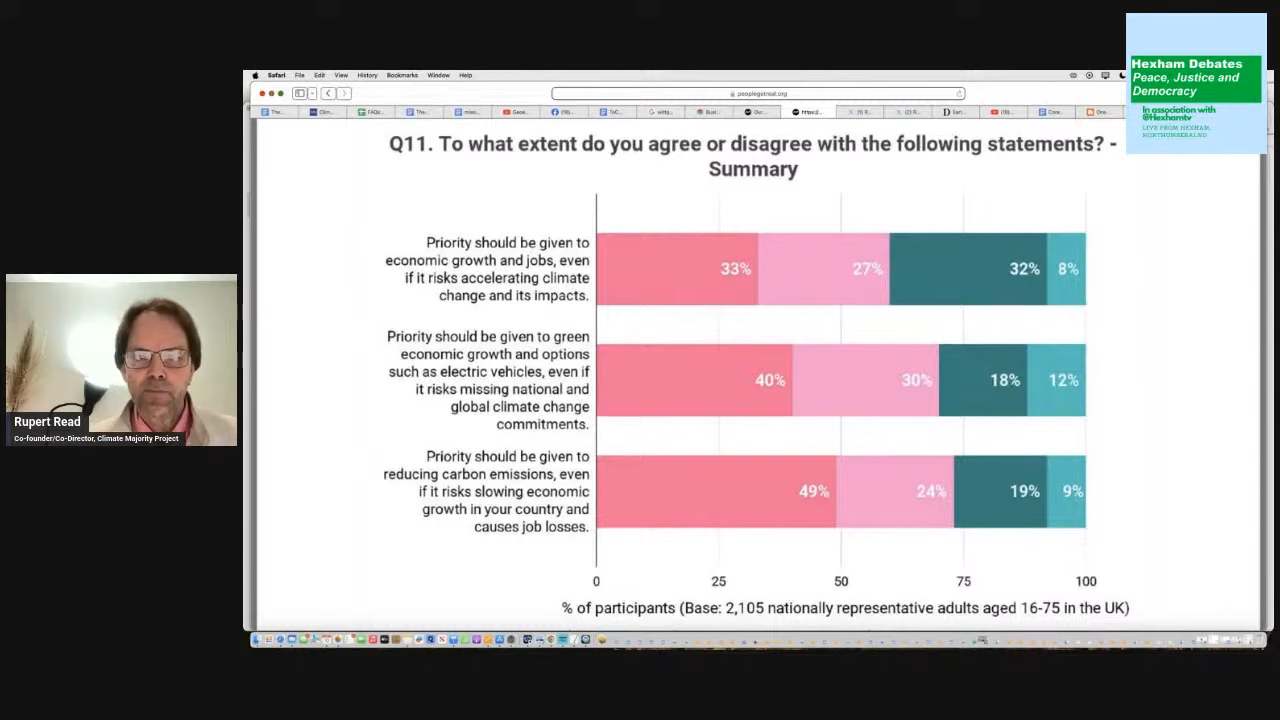 Hexham Debates
Peace, Justice and
Democracy
In association with
@Hexhamtv
LIVE FROM HEXHAM,
NORTHUMBERLAND
Safari File Edit View History Bookmarks Window Help
peoplegetreal.org
Q11. To what extent do you agree or disagree with the following statements? -
Summary
Priority should be given to
economic growth and jobs, even
if it risks accelerating climate
change and its impacts.
33% 27% 32% 8%
Priority should be given to green
economic growth and options
such as electric vehicles, even if
it risks missing national and
global climate change
commitments.
40% 30% 18% 12%
Priority should be given to
reducing carbon emissions, even
if it risks slowing economic
growth in your country and
causes job losses.
49% 24% 19% 9%
0 25 50 75 100
% of participants (Base: 2,105 nationally representative adults aged 16-75 in the UK)
Rupert Read
Co-founder/Co-Director, Climate Majority Project